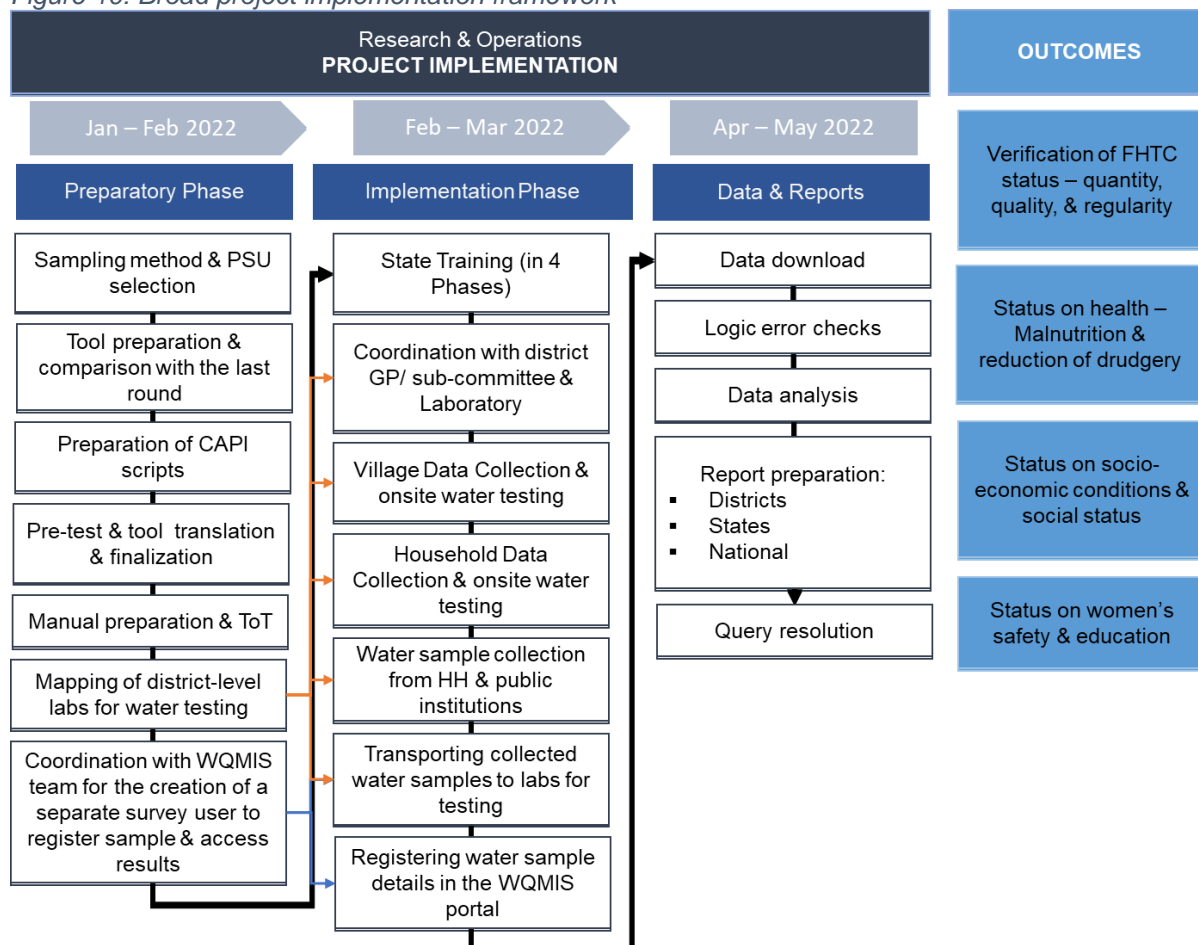 Figure 10: Broad project implementation framework
Research & Operations
PROJECT IMPLEMENTATION
OUTCOMES
Jan – Feb 2022
Feb – Mar 2022
Apr – May 2022
Preparatory Phase
Implementation Phase
Data & Reports
Sampling method & PSU
selection
Tool preparation &
comparison with the last
round
Preparation of CAPI
scripts
Pre-test & tool translation
& finalization
Manual preparation & ToT
Mapping of district-level
labs for water testing
Coordination with WQMIS
team for the creation of a
separate survey user to
register sample & access
results
State Training (in 4
Phases)
Coordination with district
GP/ sub-committee &
Laboratory
Village Data Collection &
onsite water testing
Household Data
Collection & onsite water
testing
Water sample collection
from HH & public
institutions
Transporting collected
water samples to labs for
testing
Registering water sample
details in the WQMIS
portal
Data download
Logic error checks
Data analysis
Report preparation:
▪ Districts
▪ States
▪ National
Query resolution
Verification of FHTC
status – quantity,
quality, & regularity
Status on health –
Malnutrition &
reduction of drudgery
Status on socio-
economic conditions &
social status
Status on women's
safety & education